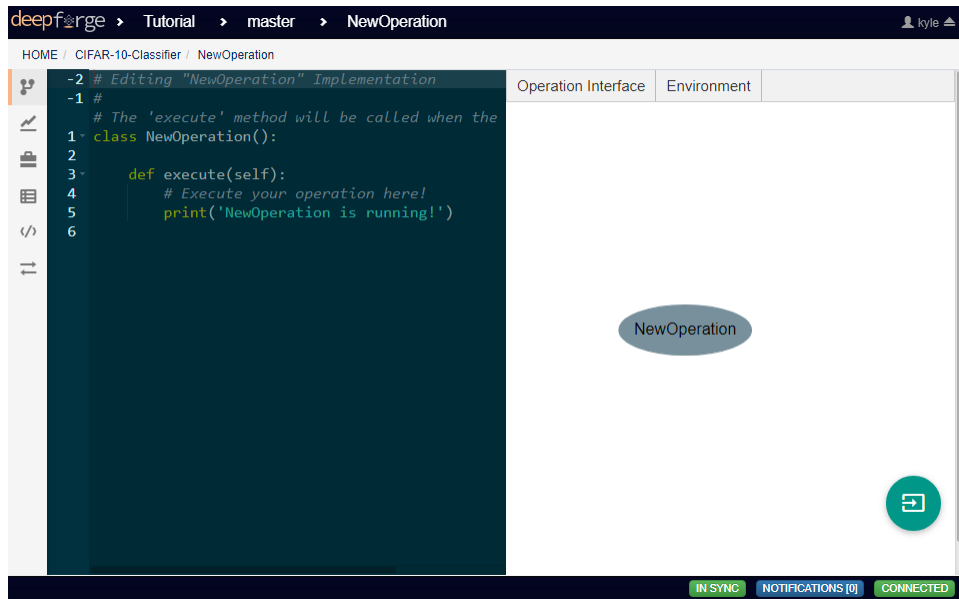 deepforge › Tutorial › master › NewOperation kyle
HOME / CIFAR-10-Classifier / NewOperation
-2 # Editing "NewOperation" Implementation
-1 #
# The 'execute' method will be called when the
1 class NewOperation():
2
3 def execute(self):
4 # Execute your operation here!
5 print('NewOperation is running!')
6
Operation Interface Environment
NewOperation
IN SYNC NOTIFICATIONS [0] CONNECTED